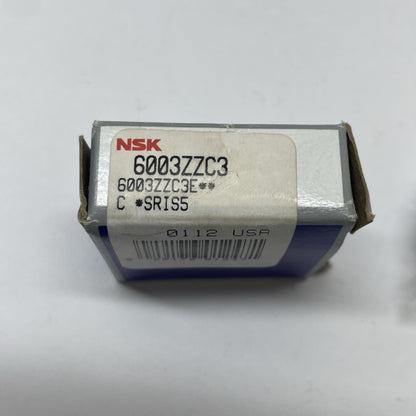 NSK
6003ZZC3
6003ZZC3E**
C *SRIS5
0112 USA